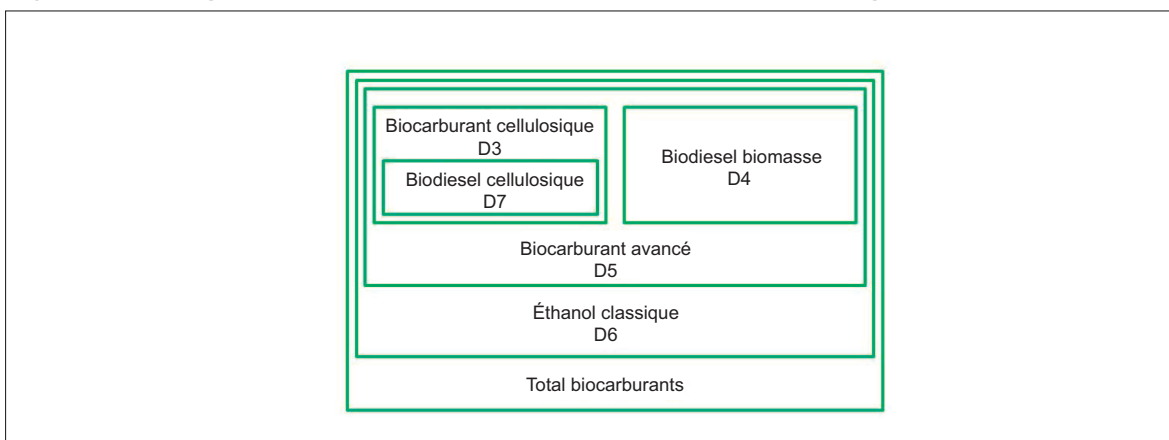 Biocarburant cellulosique
D3
Biodiesel cellulosique
D7
Biodiesel biomasse
D4
Biocarburant avancé
D5
Éthanol classique
D6
Total biocarburants